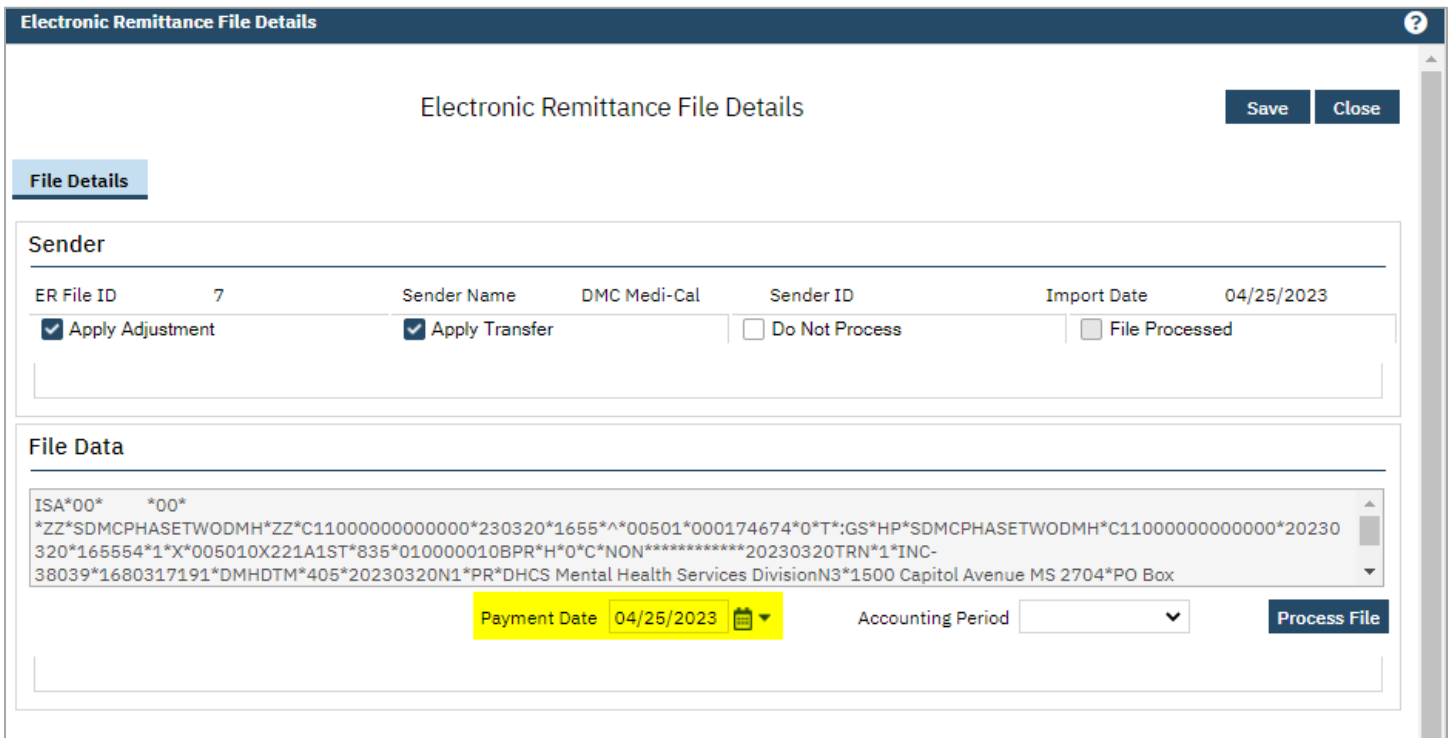 Electronic Remittance File Details
?
Electronic Remittance File Details
Save Close
File Details
Sender
ER File ID 7 Sender Name DMC Medi-Cal Sender ID Import Date 04/25/2023
Apply Adjustment Apply Transfer Do Not Process File Processed
File Data
ISA*00* *00*
*ZZ*SDMCPHASETWODMH*ZZ*C11000000000000*230320*1655*^*00501*000174674*0*T*:GS*HP*SDMCPHASETWODMH*C11000000000000*20230
320*165554*1*X*005010X221A1ST*835*010000010BPR*H*0*C*NON************20230320TRN*1*INC-
38039*1680317191*DMHDTM*405*20230320N1*PR*DHCS Mental Health Services DivisionN3*1500 Capitol Avenue MS 2704*PO Box
Payment Date 04/25/2023 Accounting Period Process File